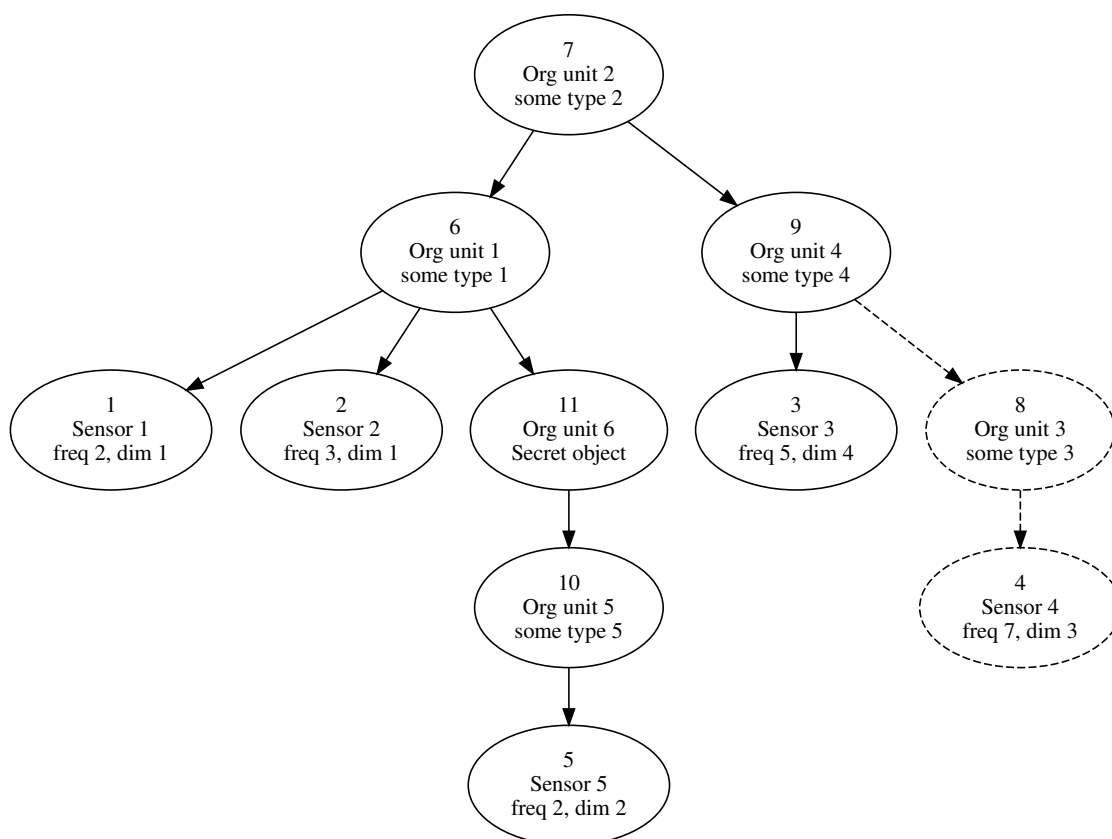 7
Org unit 2
some type 2
6
Org unit 1
some type 1
9
Org unit 4
some type 4
1
Sensor 1
freq 2, dim 1
2
Sensor 2
freq 3, dim 1
11
Org unit 6
Secret object
3
Sensor 3
freq 5, dim 4
8
Org unit 3
some type 3
10
Org unit 5
some type 5
4
Sensor 4
freq 7, dim 3
5
Sensor 5
freq 2, dim 2